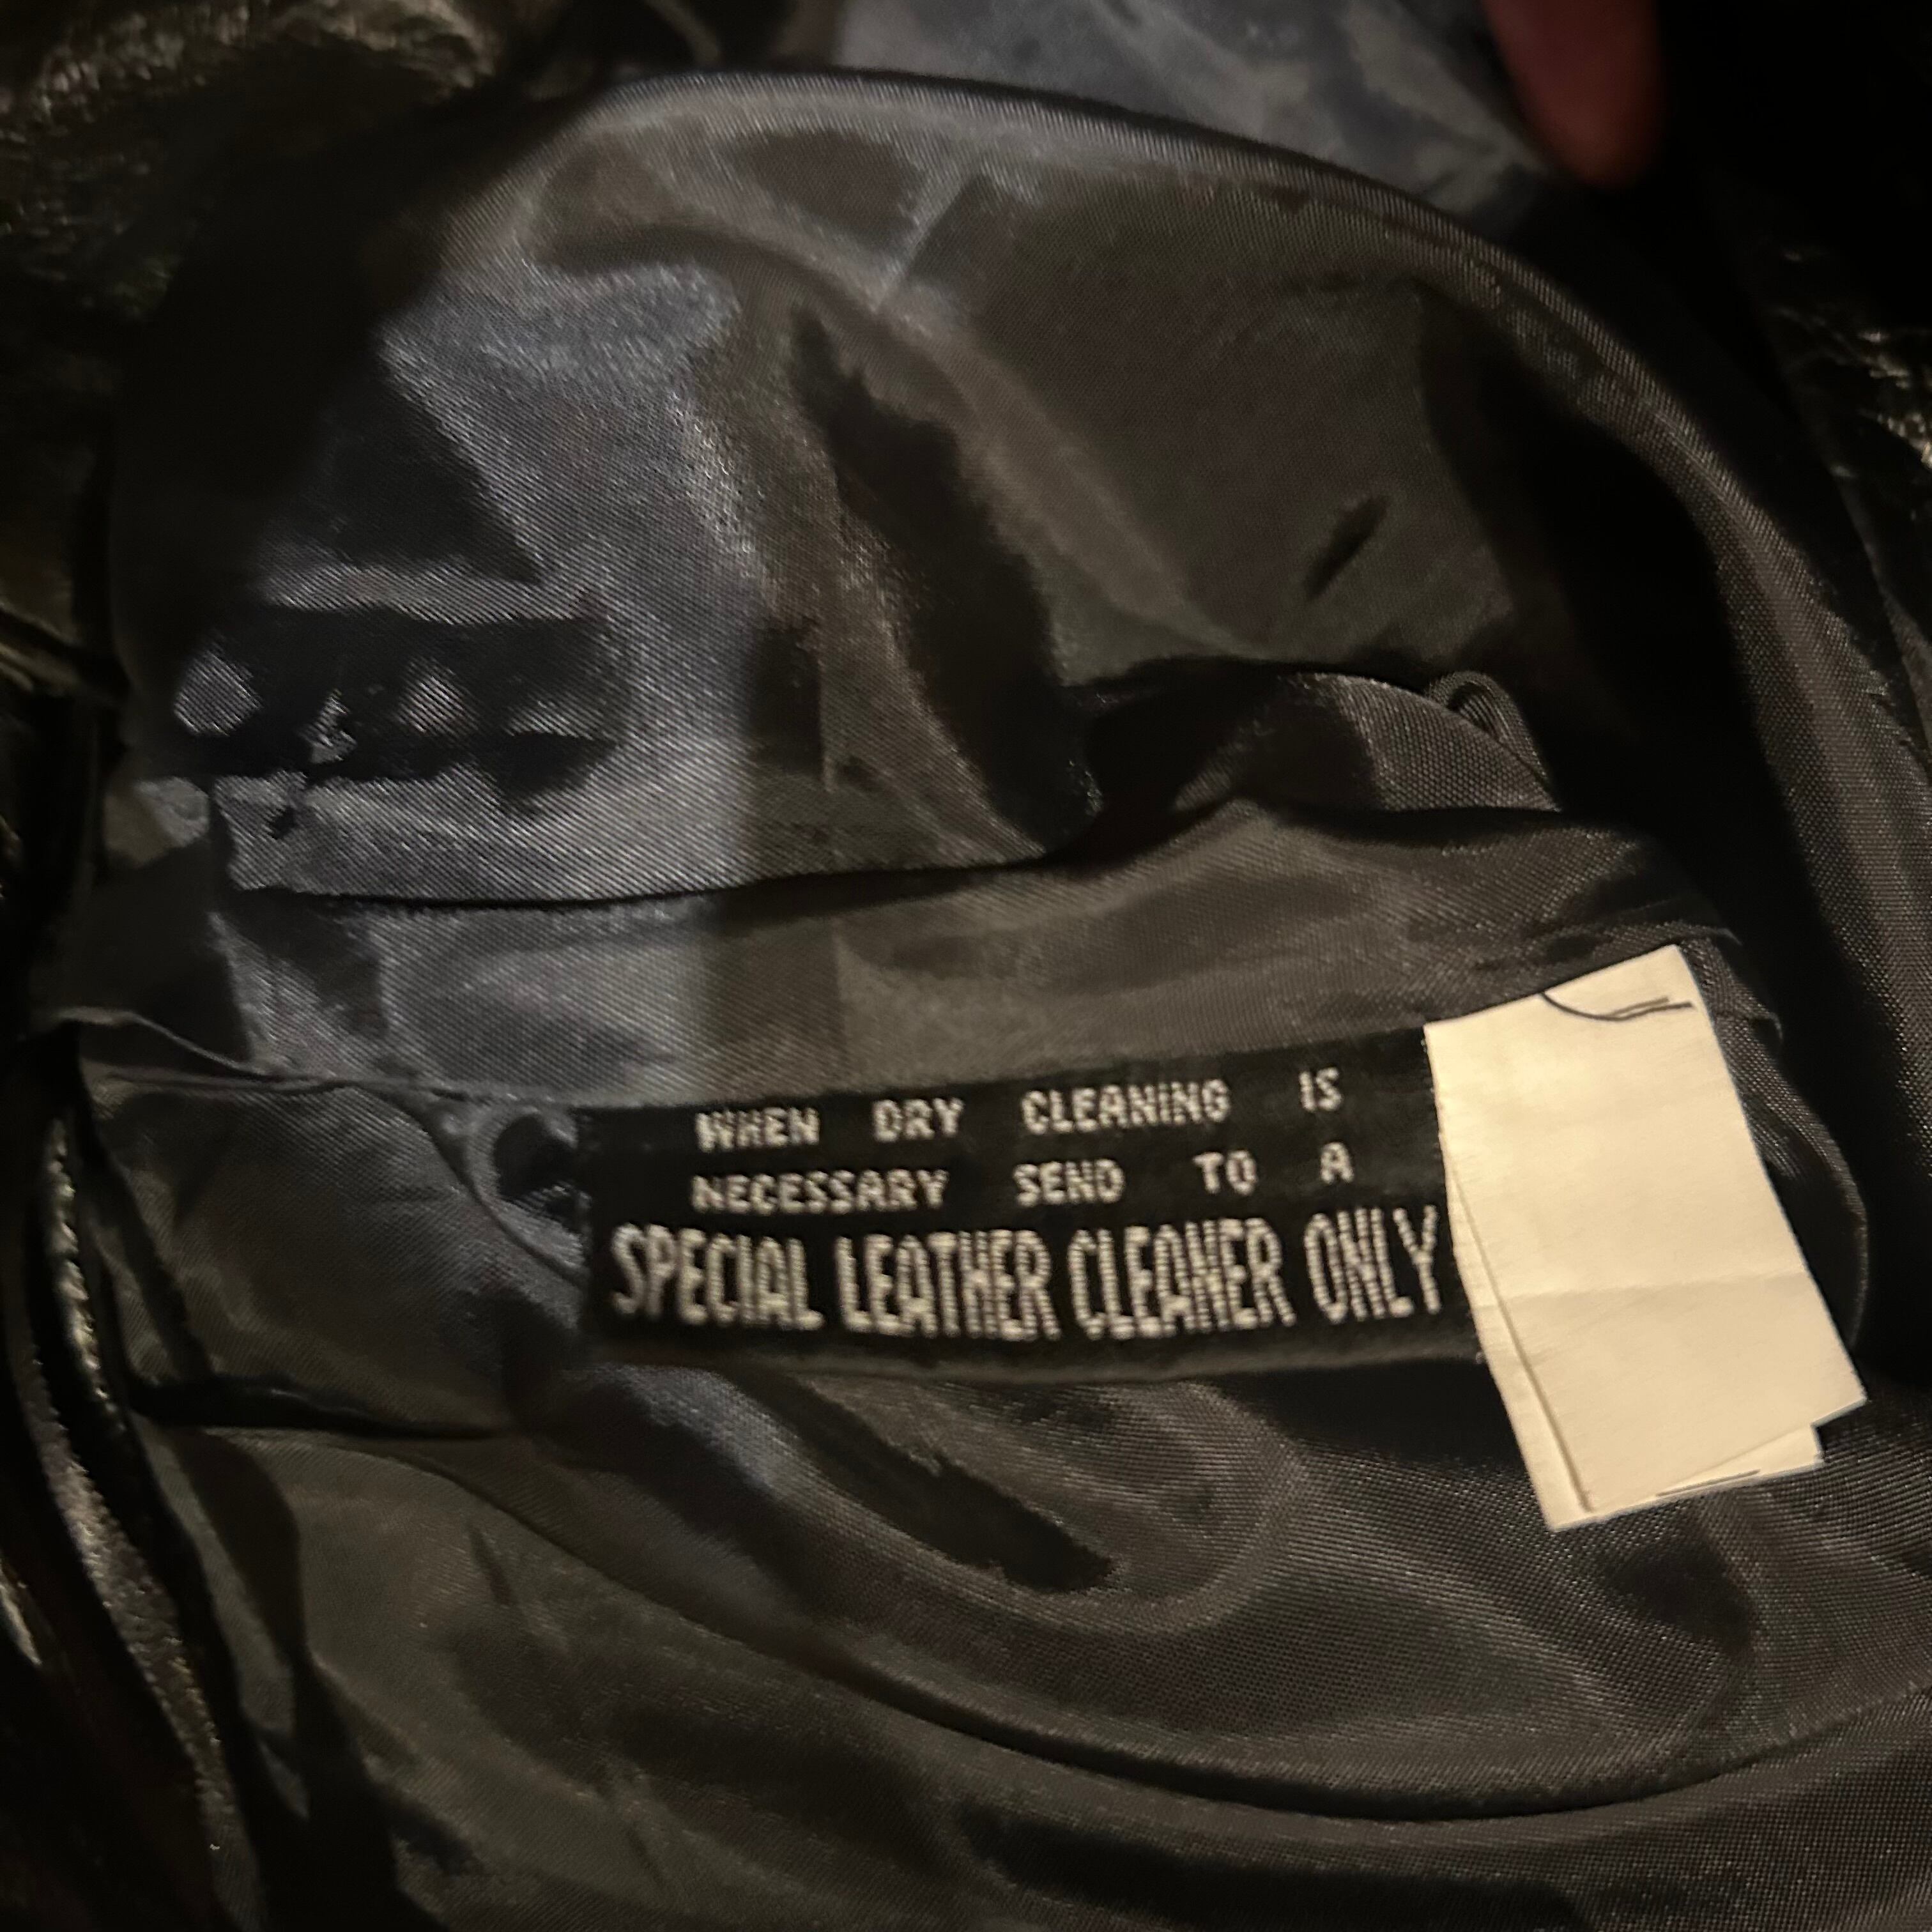 WHEN DRY CLEANING IS
NECESSARY SEND TO A
SPECIAL LEATHER CLEANER ONLY